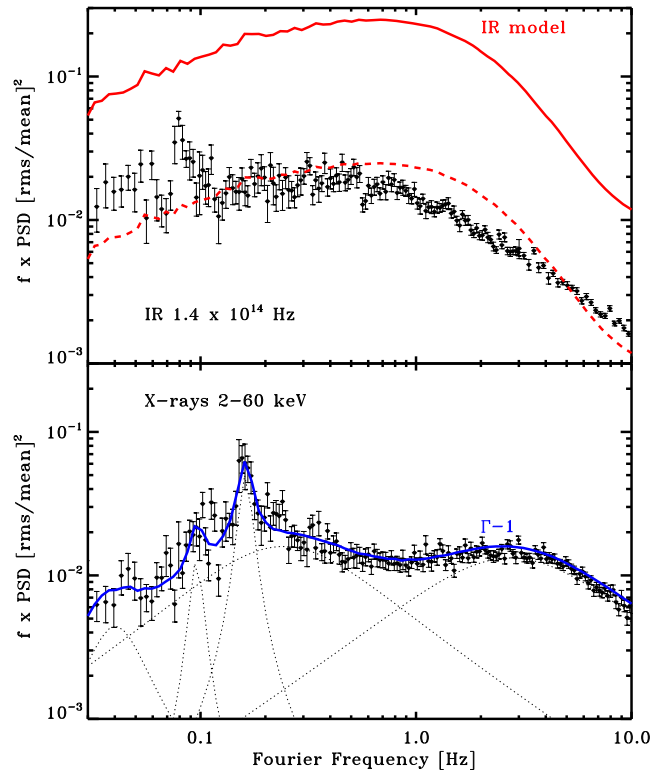 IR model
10⁻¹
10⁻²
10⁻³
f x PSD [rms/mean]²
IR 1.4 x 10¹⁴ Hz
X-rays 2-60 keV
10⁻¹
Γ-1
10⁻²
10⁻³
f x PSD [rms/mean]²
0.1 1.0 10.0
Fourier Frequency [Hz]